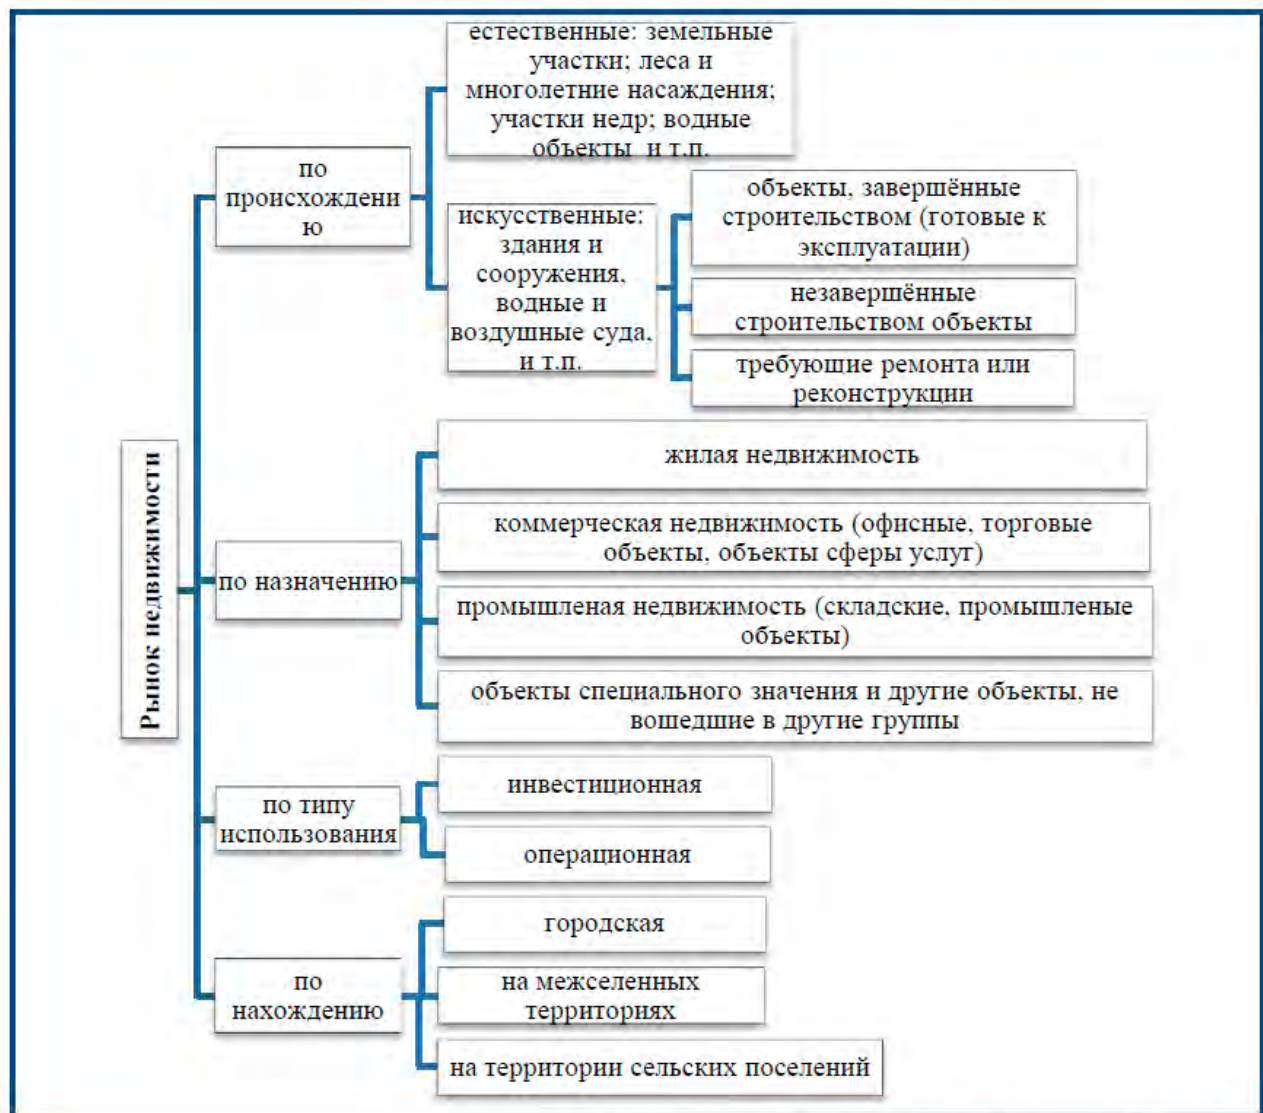 Рынок недвижимости
по
происхождени
ю
естественные: земельные
участки; леса и
многолетние насаждения;
участки недр; водные
объекты и т.п.
искусственные:
здания и
сооружения,
водные и
воздушные суда,
и т.п.
объекты, завершённые
строительством (готовые к
эксплуатации)
незавершённые
строительством объекты
требующие ремонта или
реконструкции
по назначению
жилая недвижимость
коммерческая недвижимость (офисные, торговые
объекты, объекты сферы услуг)
промышленая недвижимость (складские, промышленые
объекты)
объекты специального значения и другие объекты, не
вошедшие в другие группы
по типу
использования
инвестиционная
операционная
по
нахождению
городская
на межселенных
территориях
на территории сельских поселений